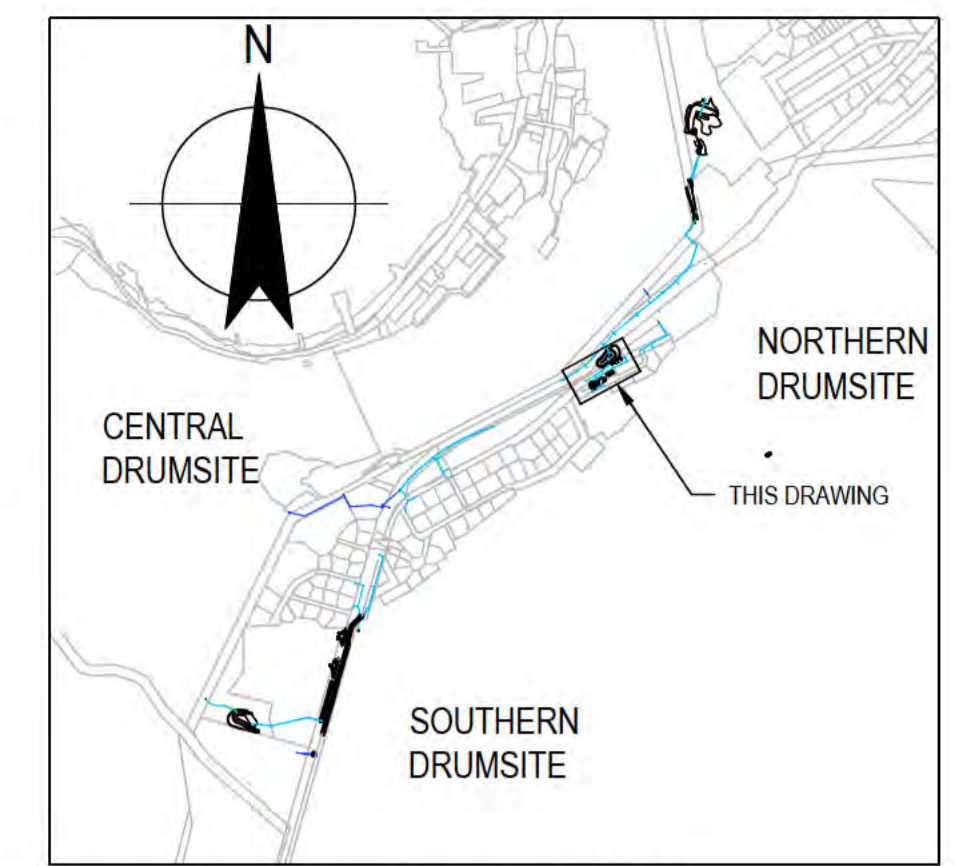 N
NORTHERN
DRUMSITE
CENTRAL
DRUMSITE
THIS DRAWING
SOUTHERN
DRUMSITE